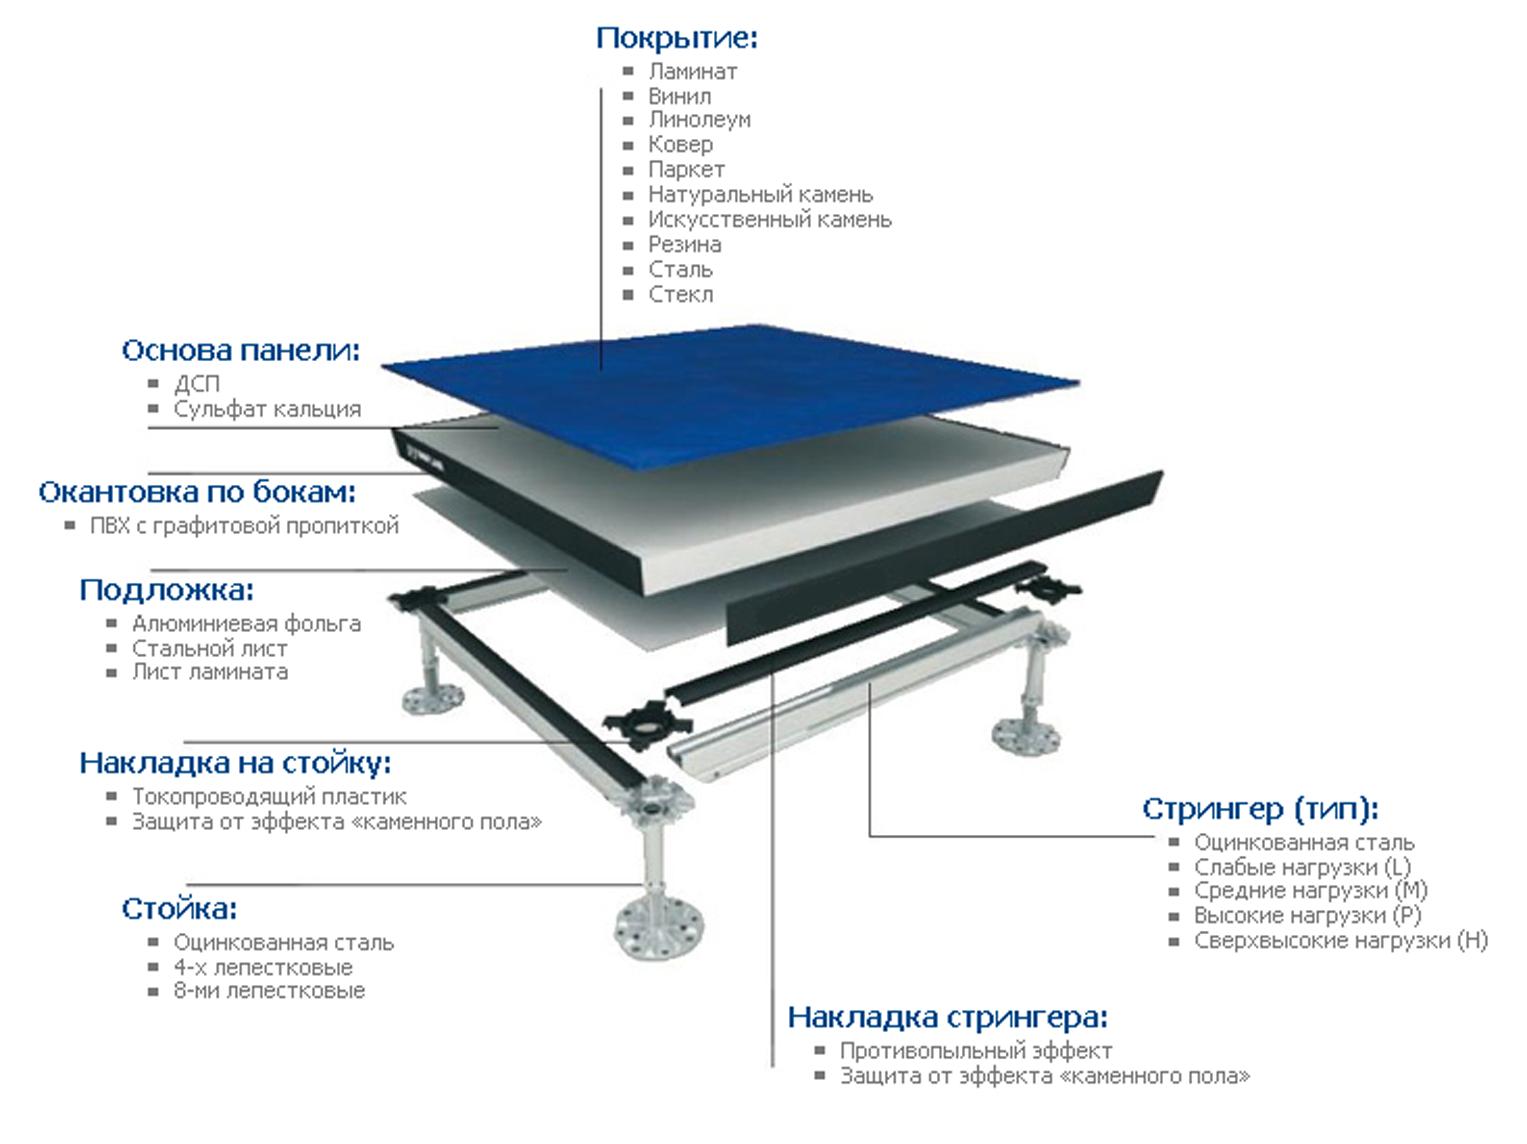 Покрытие:
Ламинат
Винил
Линолеум
Ковер
Паркет
Натуральный камень
Искусственный камень
Резина
Сталь
Стекл
Основа панели:
ДСП
Сульфат кальция
Окантовка по бокам:
ПВХ с графитовой пропиткой
Подложка:
Алюминиевая фольга
Стальной лист
Лист ламината
Накладка на стойку:
Токопроводящий пластик
Защита от эффекта «каменного пола»
Стойка:
Оцинкованная сталь
4-х лепестковые
8-ми лепестковые
Стрингер (тип):
Оцинкованная сталь
Слабые нагрузки (L)
Средние нагрузки (M)
Высокие нагрузки (P)
Сверхвысокие нагрузки (H)
Накладка стрингера:
Противопыльный эффект
Защита от эффекта «каменного пола»